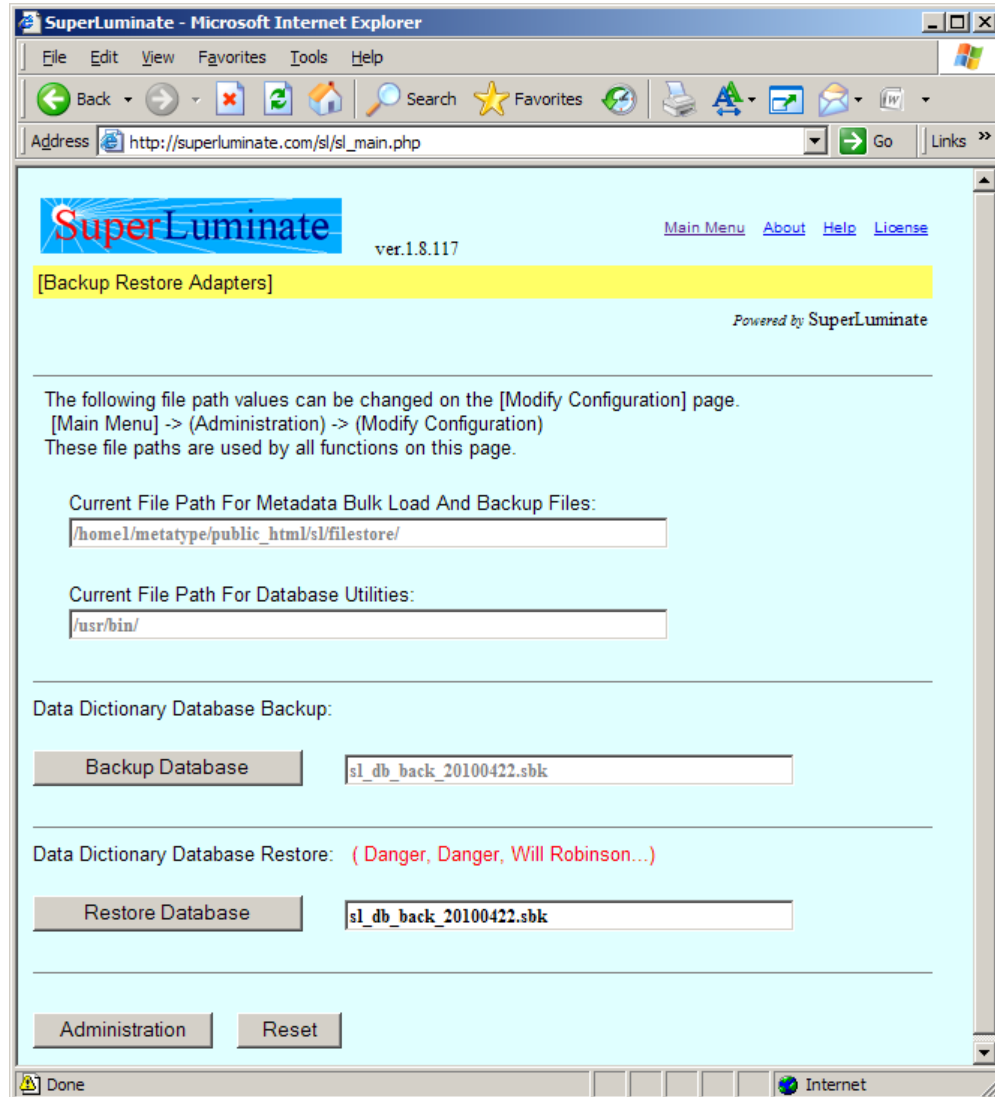 SuperLuminate - Microsoft Internet Explorer
File Edit View Favorites Tools Help
Back Search Favorites
Address http://superluminate.com/sl/sl_main.php Go Links »
SuperLuminate ver.1.8.117 Main Menu About Help License
[Backup Restore Adapters]
Powered by SuperLuminate
The following file path values can be changed on the [Modify Configuration] page.
[Main Menu] -> (Administration) -> (Modify Configuration)
These file paths are used by all functions on this page.
Current File Path For Metadata Bulk Load And Backup Files:
/home1/metatype/public_html/sl/filestore/
Current File Path For Database Utilities:
/usr/bin/
Data Dictionary Database Backup:
Backup Database sl_db_back_20100422.sbk
Data Dictionary Database Restore: ( Danger, Danger, Will Robinson...)
Restore Database sl_db_back_20100422.sbk
Administration Reset
Done Internet